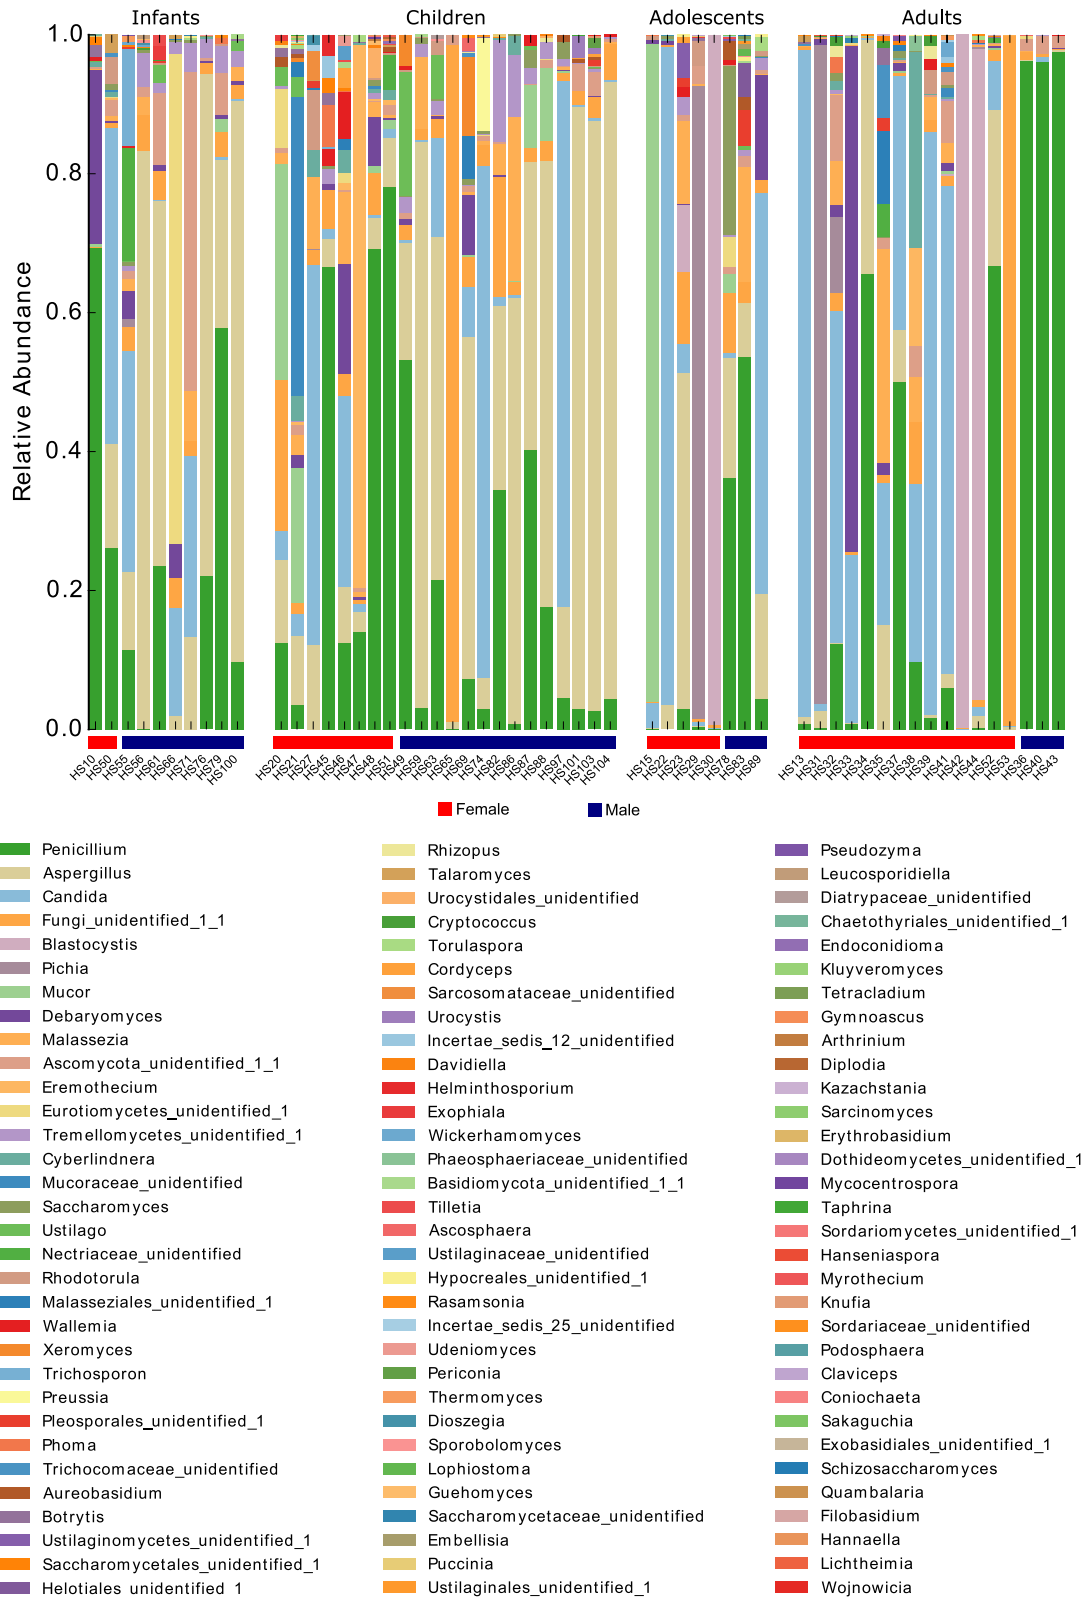 Infants Children Adolescents Adults
1.0
0.8
0.6
0.4
0.2
0.0
Relative Abundance
HS10 HS50 HS55 HS56 HS61 HS66 HS71 HS76 HS79 HS100 HS20 HS21 HS27 HS45 HS46 HS47 HS48 HS51 HS49 HS59 HS63 HS65 HS69 HS74 HS82 HS86 HS87 HS88 HS97 HS101 HS103 HS104 HS15 HS22 HS23 HS29 HS30 HS78 HS83 HS89 HS13 HS31 HS32 HS33 HS34 HS35 HS37 HS38 HS39 HS41 HS42 HS44 HS52 HS53 HS36 HS40 HS43
Female Male
Penicillium
Aspergillus
Candida
Fungi_unidentified_1_1
Blastocystis
Pichia
Mucor
Debaryomyces
Malassezia
Ascomycota_unidentified_1_1
Eremothecium
Eurotiomycetes_unidentified_1
Tremellomycetes_unidentified_1
Cyberlindnera
Mucoraceae_unidentified
Saccharomyces
Ustilago
Nectriaceae_unidentified
Rhodotorula
Malasseziales_unidentified_1
Wallemia
Xeromyces
Trichosporon
Preussia
Pleosporales_unidentified_1
Phoma
Trichocomaceae_unidentified
Aureobasidium
Botrytis
Ustilaginomycetes_unidentified_1
Saccharomycetales_unidentified_1
Helotiales_unidentified_1
Rhizopus
Talaromyces
Urocystidales_unidentified
Cryptococcus
Torulaspora
Cordyceps
Sarcosomataceae_unidentified
Urocystis
Incertae_sedis_12_unidentified
Davidiella
Helminthosporium
Exophiala
Wickerhamomyces
Phaeosphaeriaceae_unidentified
Basidiomycota_unidentified_1_1
Tilletia
Ascosphaera
Ustilaginaceae_unidentified
Hypocreales_unidentified_1
Rasamsonia
Incertae_sedis_25_unidentified
Udeniomyces
Periconia
Thermomyces
Dioszegia
Sporobolomyces
Lophiostoma
Guehomyces
Saccharomycetaceae_unidentified
Embellisia
Puccinia
Ustilaginales_unidentified_1
Pseudozyma
Leucosporidiella
Diatrypaceae_unidentified
Chaetothyriales_unidentified_1
Endoconidioma
Kluyveromyces
Tetracladium
Gymnoascus
Arthrinium
Diplodia
Kazachstania
Sarcinomyces
Erythrobasidium
Dothideomycetes_unidentified_1
Mycocentrospora
Taphrina
Sordariomycetes_unidentified_1
Hanseniaspora
Myrothecium
Knufia
Sordariaceae_unidentified
Podosphaera
Claviceps
Coniochaeta
Sakaguchia
Exobasidiales_unidentified_1
Schizosaccharomyces
Quambalaria
Filobasidium
Hannaella
Lichtheimia
Wojnowicia